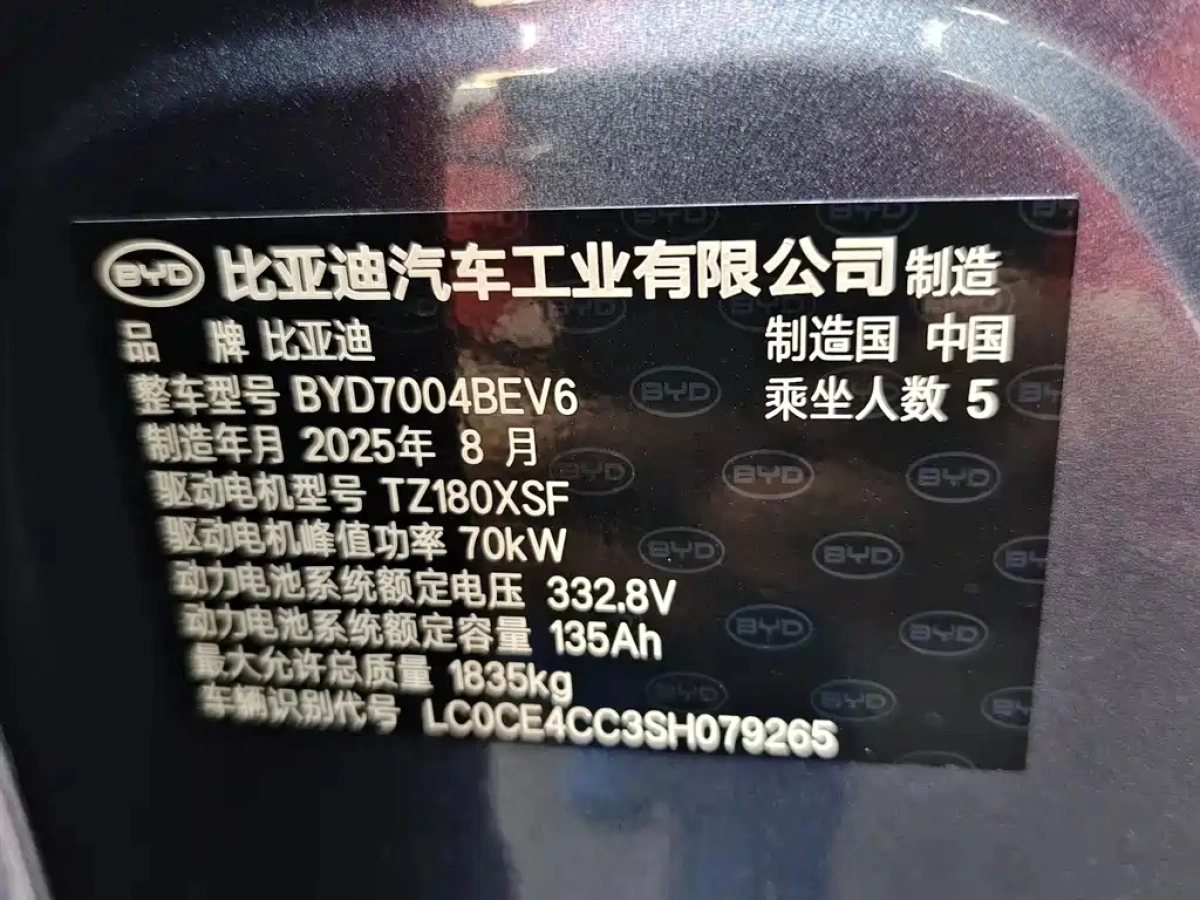 BYD 比亚迪汽车工业有限公司 制造
品 牌 比亚迪 制造国 中国
整车型号 BYD7004BEV6 乘坐人数 5
制造年月 2025年 8 月
驱动电机型号 TZ180XSF
驱动电机峰值功率 70kW
动力电池系统额定电压 332.8V
动力电池系统额定容量 135Ah
最大允许总质量 1835kg
车辆识别代号 LC0CE4CC3SH079265